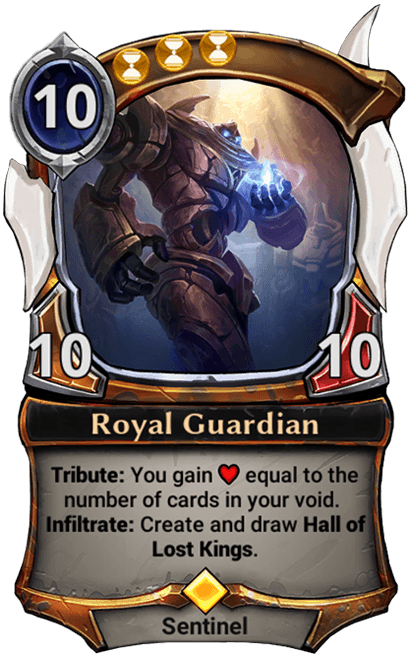 10
10
10
Royal Guardian
Tribute: You gain ❤ equal to the
number of cards in your void.
Infiltrate: Create and draw Hall of
Lost Kings.
Sentinel